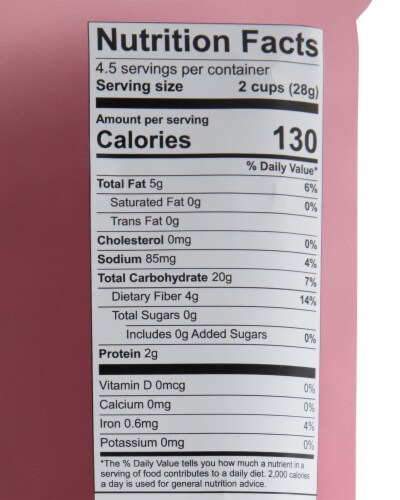 Nutrition Facts
4.5 servings per container
Serving size 2 cups (28g)
Amount per serving
Calories 130
% Daily Value*
Total Fat 5g 6%
Saturated Fat 0g 0%
Trans Fat 0g
Cholesterol 0mg 0%
Sodium 85mg 4%
Total Carbohydrate 20g 7%
Dietary Fiber 4g 14%
Total Sugars 0g
Includes 0g Added Sugars 0%
Protein 2g
Vitamin D 0mcg 0%
Calcium 0mg 0%
Iron 0.6mg 4%
Potassium 0mg 0%
*The % Daily Value tells you how much a nutrient in a
serving of food contributes to a daily diet. 2,000 calories
a day is used for general nutrition advice.